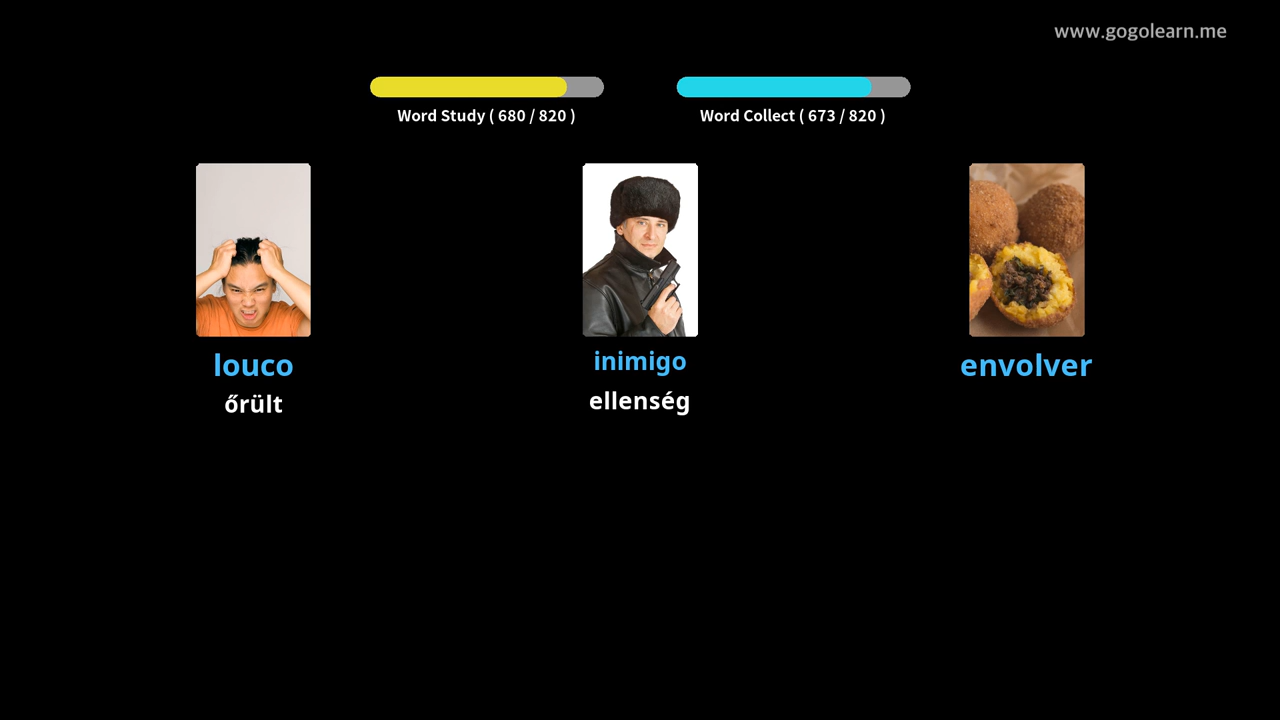 www.gogolearn.me
Word Study ( 680 / 820 )
Word Collect ( 673 / 820 )
louco
őrült
inimigo
ellenség
envolver